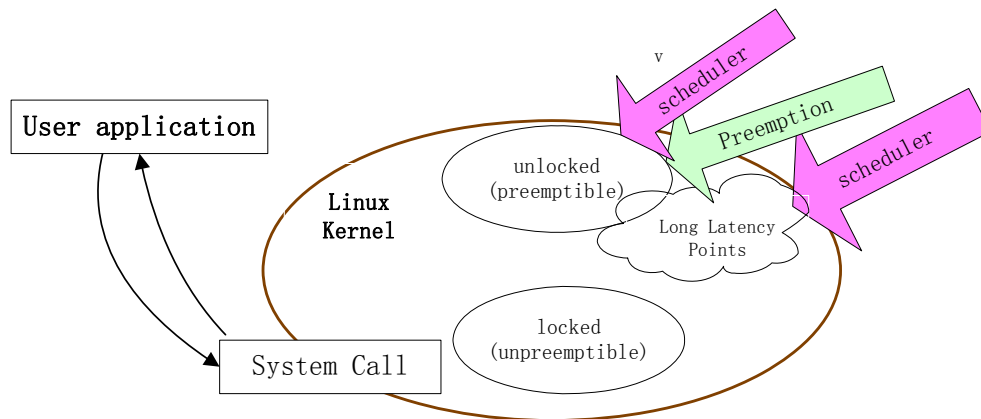 v
scheduler
Preemption
scheduler
User application
unlocked
(preemptible)
Linux
Kernel
Long Latency
Points
locked
(unpreemptible)
System Call